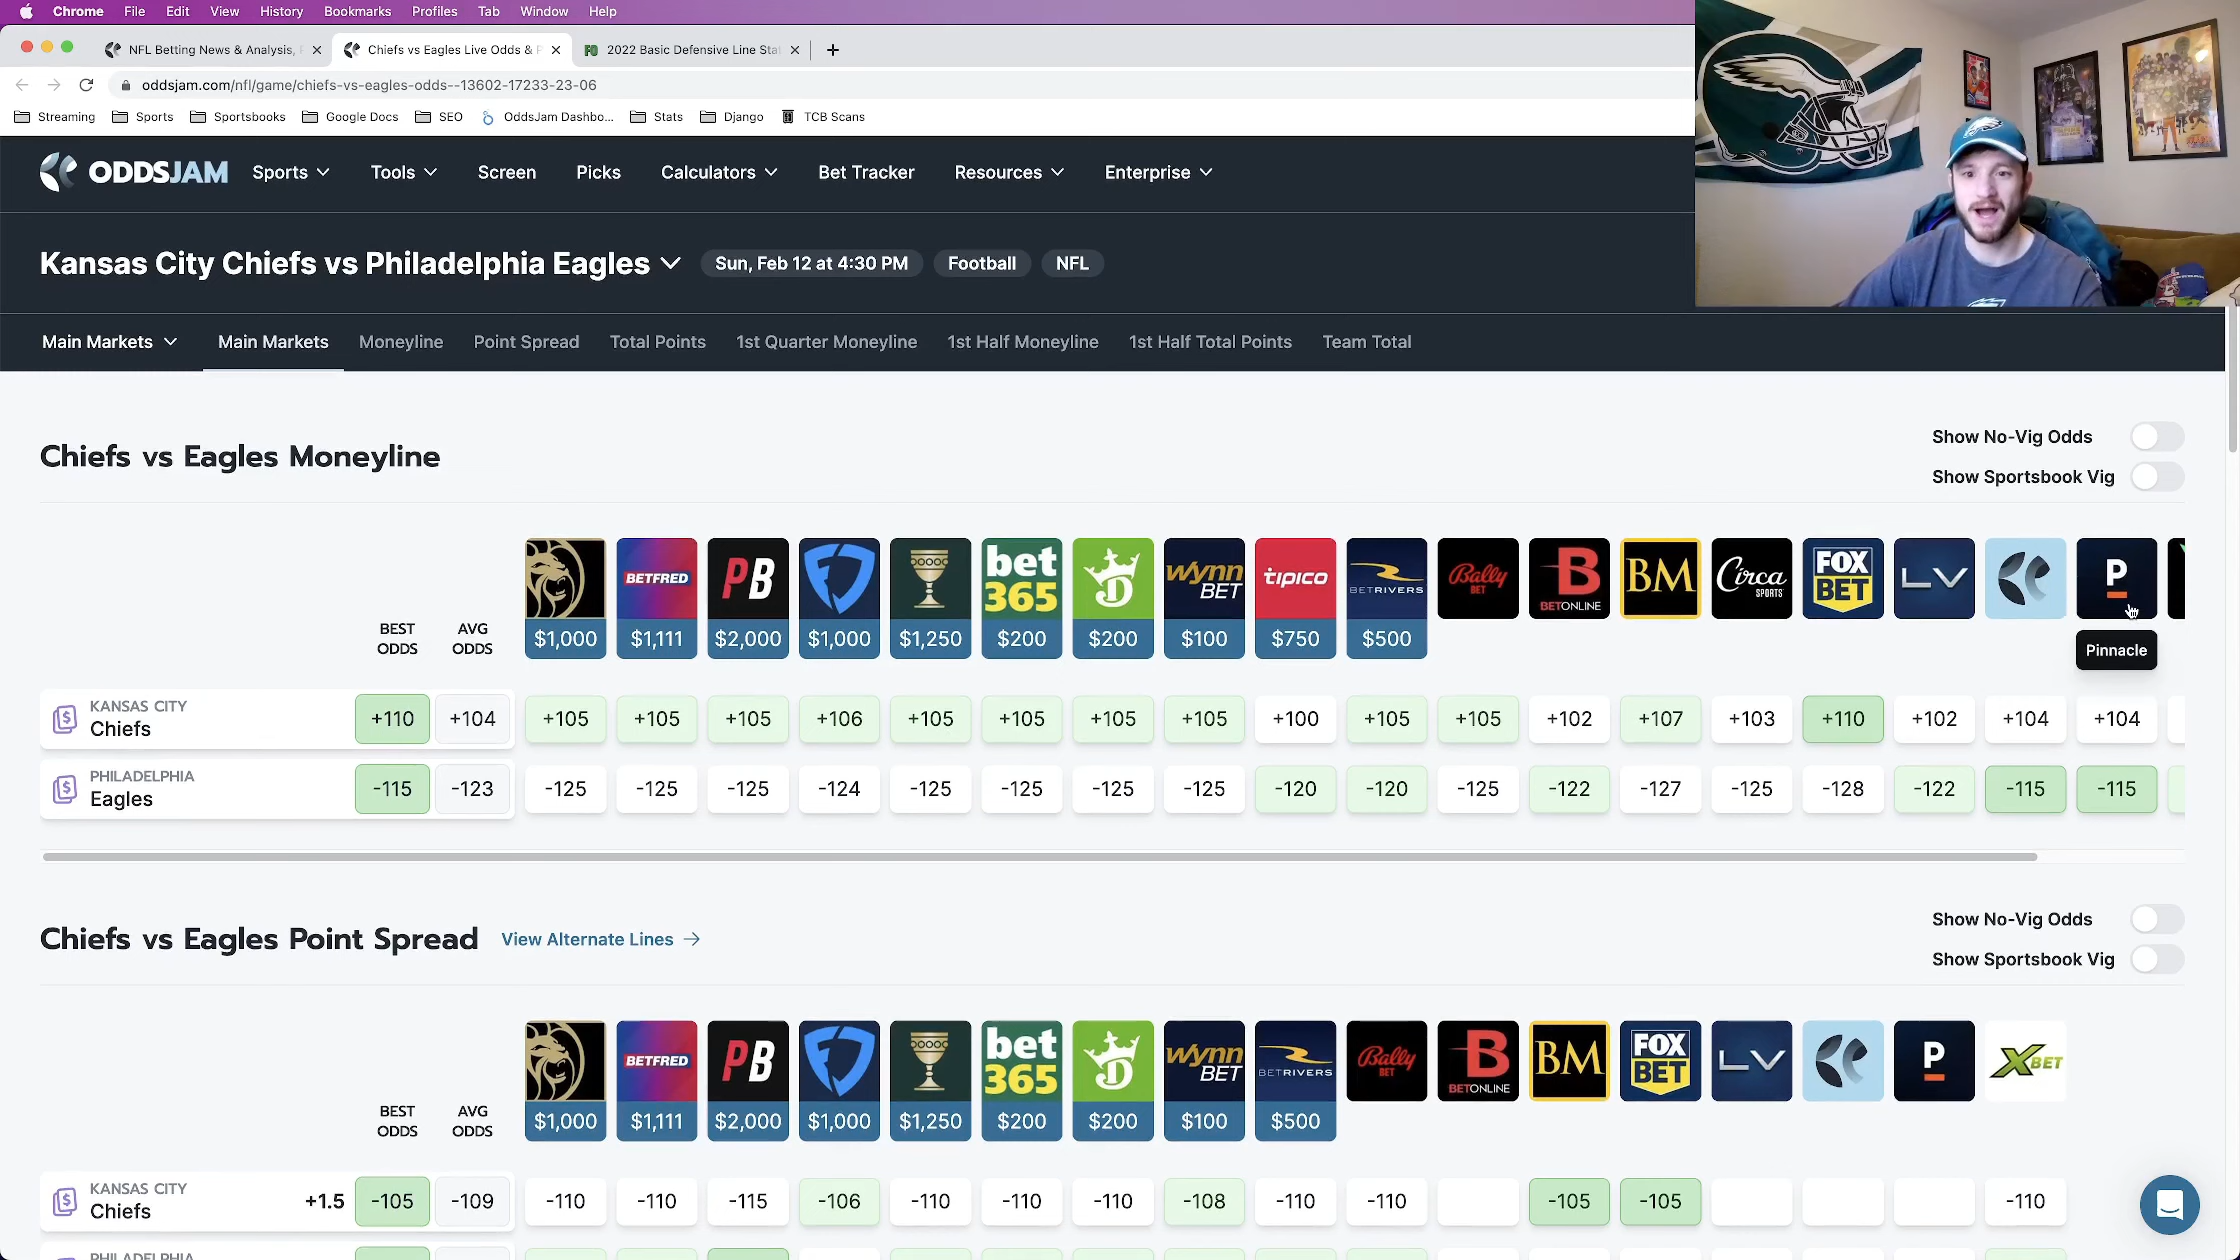 Chrome File Edit View History Bookmarks Profiles Tab Window Help
NFL Betting News & Analysis,
Chiefs vs Eagles Live Odds &
2022 Basic Defensive Line Sta
oddsjam.com/nfl/game/chiefs-vs-eagles-odds--13602-17233-23-06
Streaming Sports Sportsbooks Google Docs SEO OddsJam Dashbo... Stats Django TCB Scans
ODDSJAM Sports Tools Screen Picks Calculators Bet Tracker Resources Enterprise
Kansas City Chiefs vs Philadelphia Eagles Sun, Feb 12 at 4:30 PM Football NFL
Main Markets Main Markets Moneyline Point Spread Total Points 1st Quarter Moneyline 1st Half Moneyline 1st Half Total Points Team Total
Show No-Vig Odds
Chiefs vs Eagles Moneyline
Show Sportsbook Vig
BETFRED PB bet365 wynn BET tipico BETRIVERS Bally BET B BETONLINE BM Circa SPORTS FOX BET LV P
BEST ODDS AVG ODDS $1,000 $1,111 $2,000 $1,000 $1,250 $200 $200 $100 $750 $500
Pinnacle
KANSAS CITY
Chiefs +110 +104 +105 +105 +105 +106 +105 +105 +105 +105 +100 +105 +105 +102 +107 +103 +110 +102 +104 +104
PHILADELPHIA
Eagles -115 -123 -125 -125 -125 -124 -125 -125 -125 -125 -120 -120 -125 -122 -127 -125 -128 -122 -115 -115
Show No-Vig Odds
Chiefs vs Eagles Point Spread View Alternate Lines
Show Sportsbook Vig
BETFRED PB bet365 wynn BET BETRIVERS Bally BET B BETONLINE BM FOX BET LV P XBET
BEST ODDS AVG ODDS $1,000 $1,111 $2,000 $1,000 $1,250 $200 $200 $100 $500
KANSAS CITY
Chiefs +1.5 -105 -109 -110 -110 -115 -106 -110 -110 -110 -108 -110 -110 -105 -105 -110
PHILADELPHIA